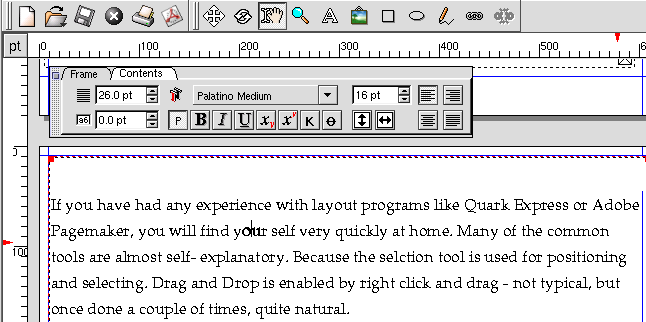 pt 0 100 200 300 400 500 600
Frame Contents
26.0 pt Palatino Medium 16 pt
a6 0.0 pt P B I U xy xy K O
0
If you have had any experience with layout programs like Quark Express or Adobe
Pagemaker, you will find your self very quickly at home. Many of the common
100
tools are almost self- explanatory. Because the selction tool is used for positioning
and selecting. Drag and Drop is enabled by right click and drag - not typical, but
once done a couple of times, quite natural.